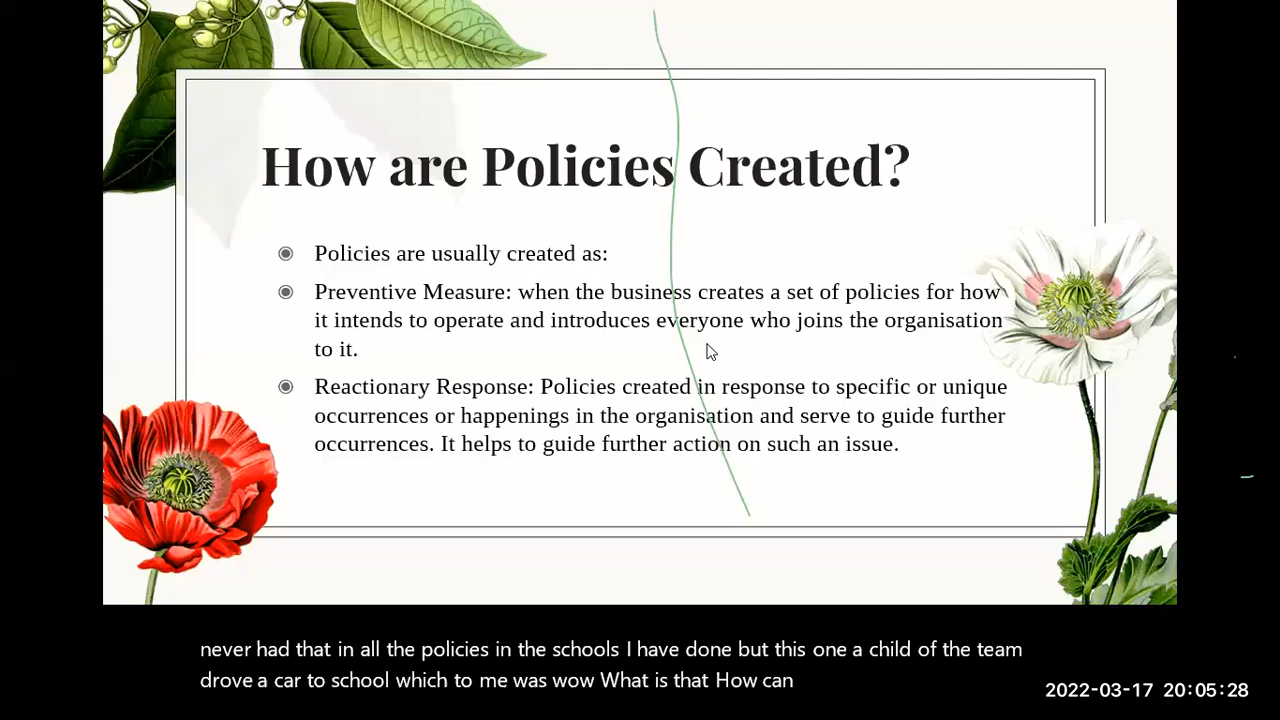 How are Policies Created?
Policies are usually created as:
Preventive Measure: when the business creates a set of policies for how
it intends to operate and introduces everyone who joins the organisation
to it.
Reactionary Response: Policies created in response to specific or unique
occurrences or happenings in the organisation and serve to guide further
occurrences. It helps to guide further action on such an issue.
never had that in all the policies in the schools I have done but this one a child of the team
drove a car to school which to me was wow What is that How can
2022-03-17 20:05:28